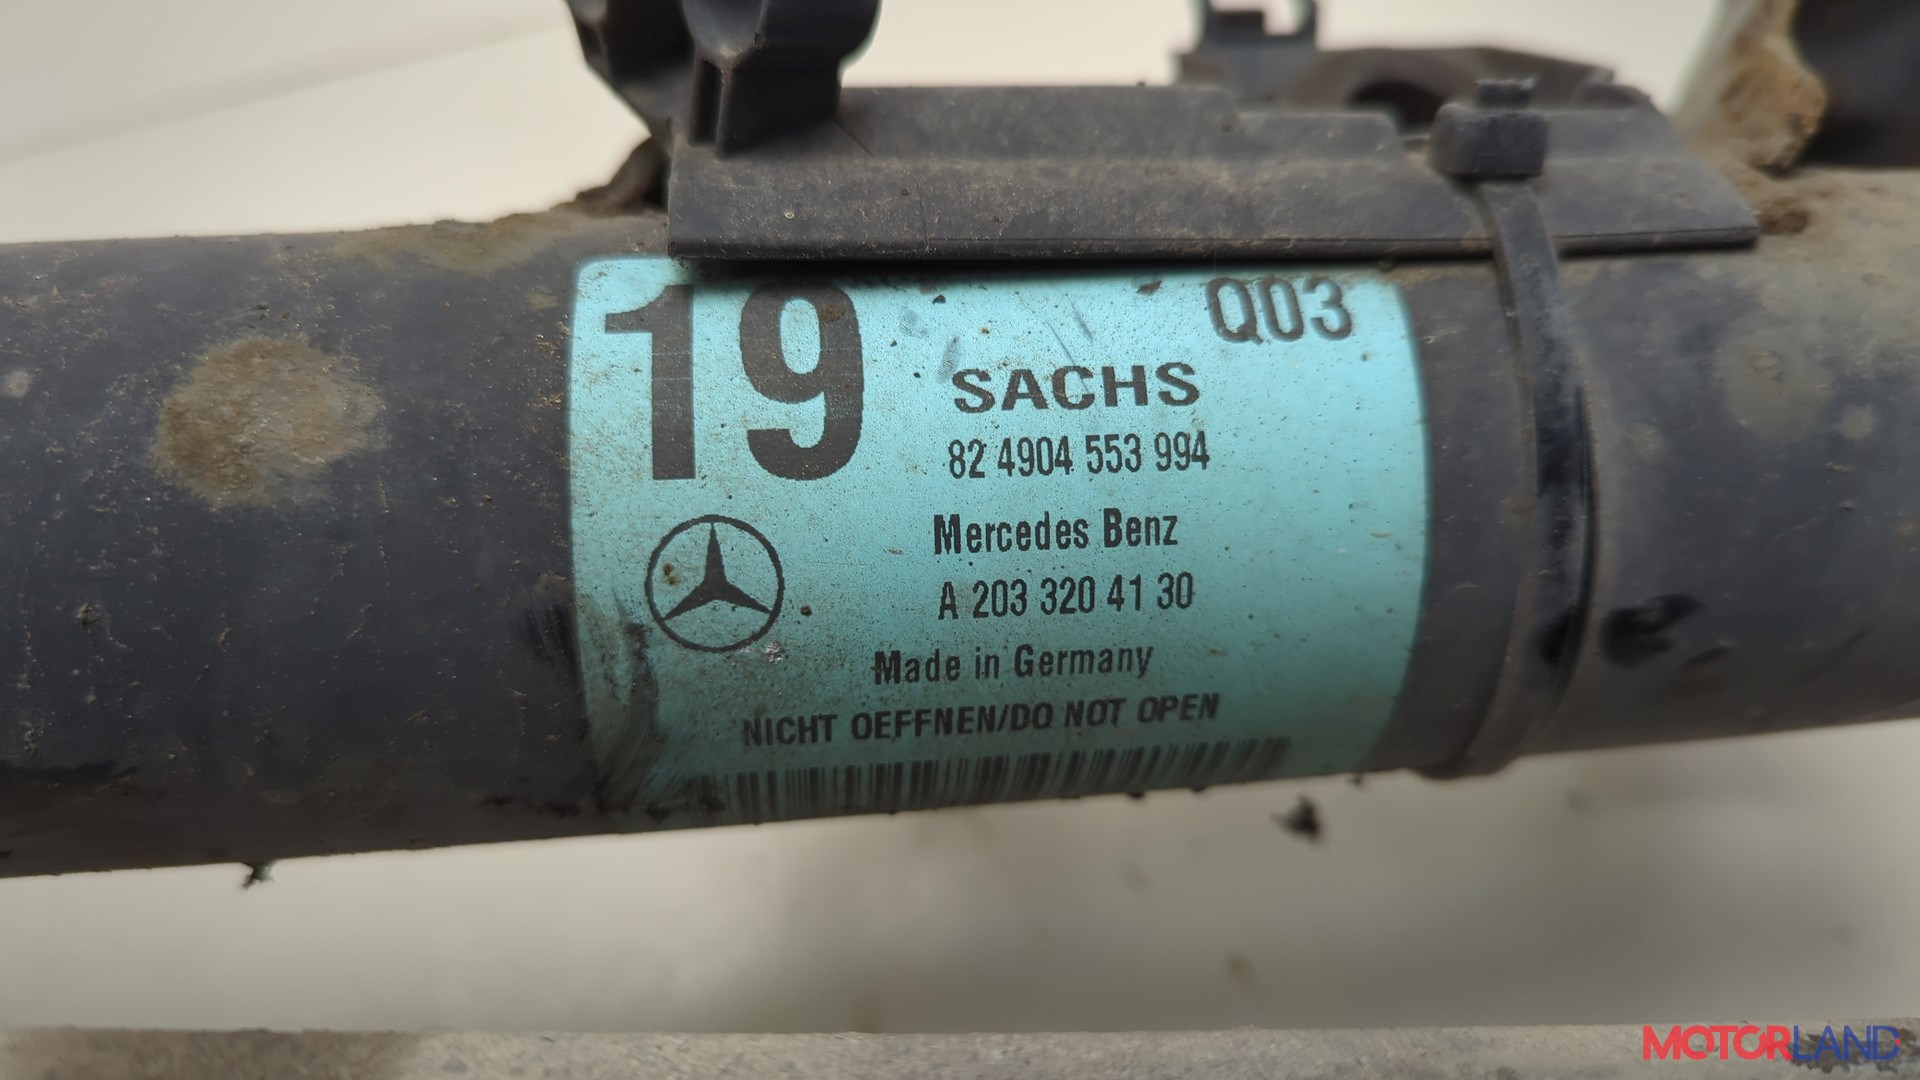 19
Q03
SACHS
82 4904 553 994
Mercedes Benz
A 203 320 41 30
Made in Germany
NICHT OEFFNEN/DO NOT OPEN
MOTORLAND